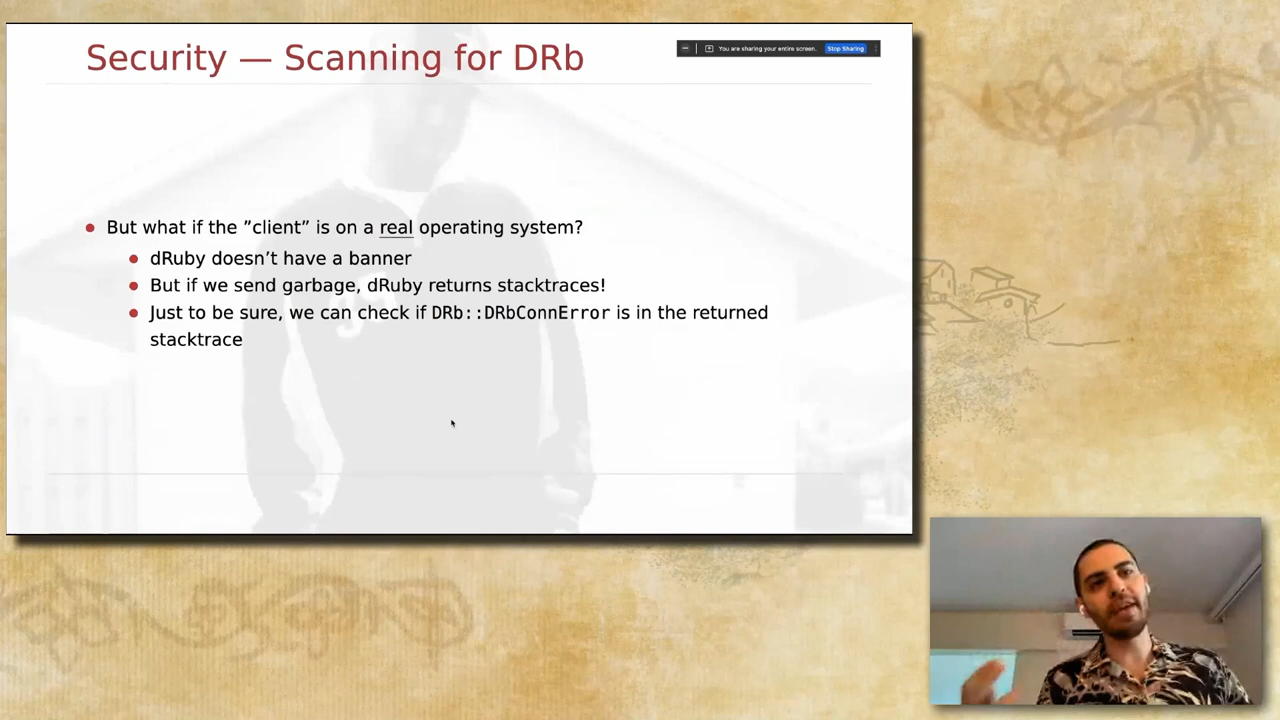 Security — Scanning for DRb
You are sharing your entire screen. Stop Sharing
But what if the ”client” is on a real operating system?
dRuby doesn’t have a banner
But if we send garbage, dRuby returns stacktraces!
Just to be sure, we can check if DRb::DRbConnError is in the returned
stacktrace